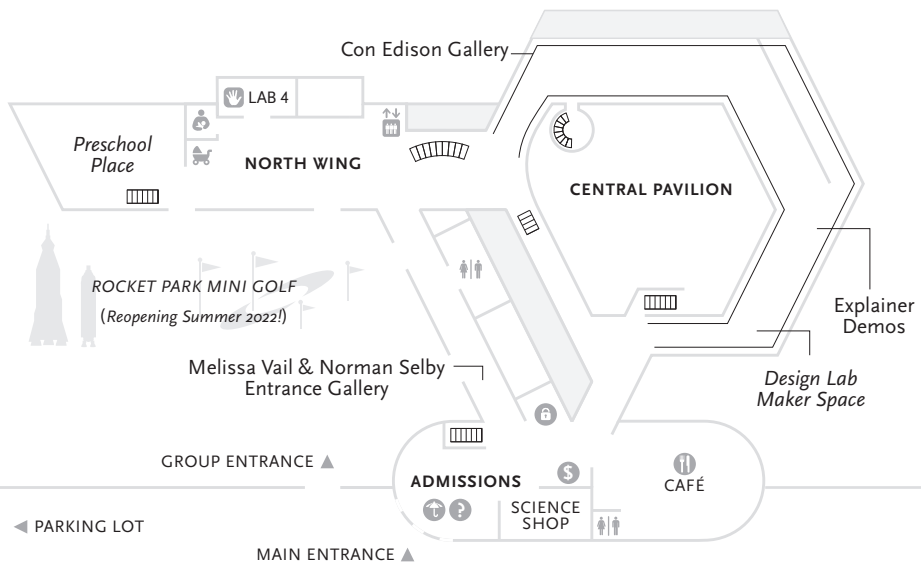 Con Edison Gallery
LAB 4
Preschool
Place
NORTH WING
CENTRAL PAVILION
ROCKET PARK MINI GOLF
(Reopening Summer 2022!)
Explainer
Demos
Melissa Vail & Norman Selby
Entrance Gallery
Design Lab
Maker Space
GROUP ENTRANCE
ADMISSIONS
$
CAFÉ
?
SCIENCE
SHOP
PARKING LOT
MAIN ENTRANCE